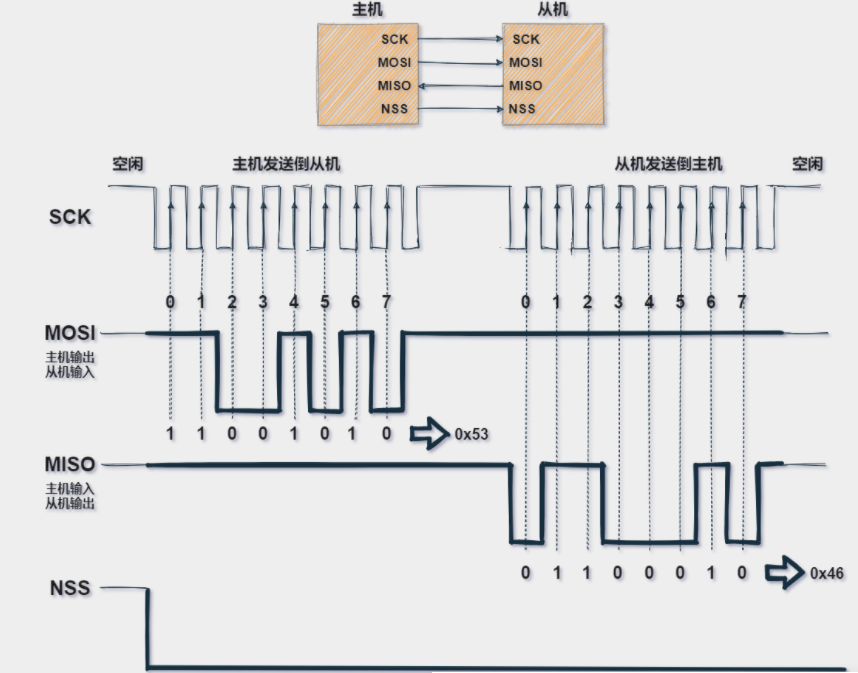 主机 从机
SCK SCK
MOSI MOSI
MISO MISO
NSS NSS
空闲 主机发送倒从机 从机发送倒主机 空闲
SCK
0 1 2 3 4 5 6 7 0 1 2 3 4 5 6 7
MOSI
主机输出
从机输入
1 1 0 0 1 0 1 0 0x53
MISO
主机输入
从机输出
0 1 1 0 0 0 1 0 0x46
NSS